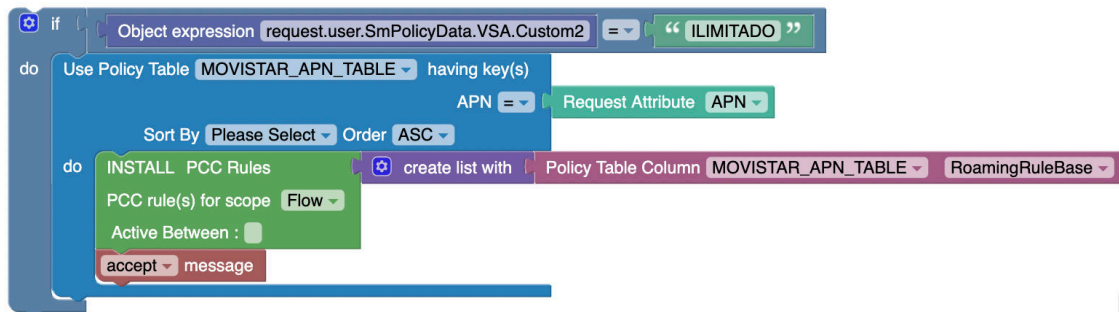 if Object expression request.user.SmPolicyData.VSA.Custom2 = “ ILIMITADO ”
do Use Policy Table MOVISTAR_APN_TABLE having key(s)
APN = Request Attribute APN
Sort By Please Select Order ASC
do INSTALL PCC Rules create list with Policy Table Column MOVISTAR_APN_TABLE RoamingRuleBase
PCC rule(s) for scope Flow
Active Between :
accept message